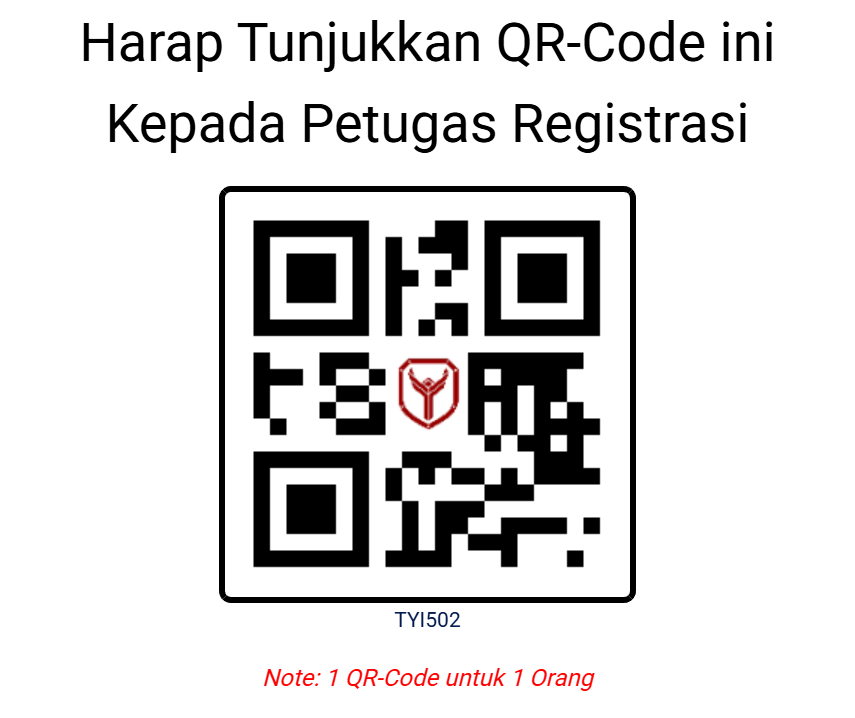 Harap Tunjukkan QR-Code ini
Kepada Petugas Registrasi
TYI502
Note: 1 QR-Code untuk 1 Orang